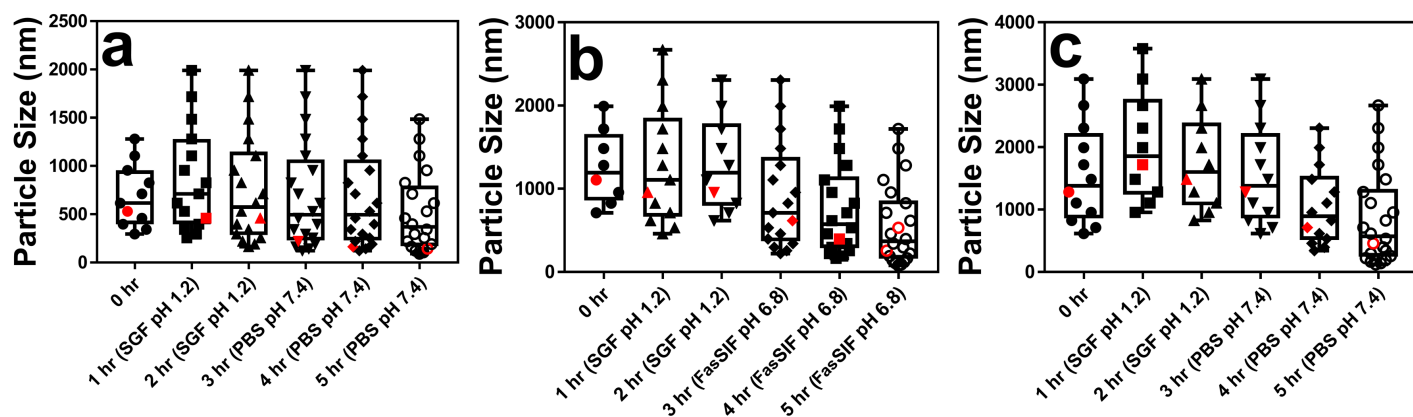 a
Particle Size (nm)
2500
2000
1500
1000
500
0
0 hr
1 hr (SGF pH 1.2)
2 hr (SGF pH 1.2)
3 hr (PBS pH 7.4)
4 hr (PBS pH 7.4)
5 hr (PBS pH 7.4)
b
Particle Size (nm)
3000
2000
1000
0
0 hr
1 hr (SGF pH 1.2)
2 hr (SGF pH 1.2)
3 hr (FasSIF pH 6.8)
4 hr (FasSIF pH 6.8)
5 hr (FasSIF pH 6.8)
c
Particle Size (nm)
4000
3000
2000
1000
0
0 hr
1 hr (SGF pH 1.2)
2 hr (SGF pH 1.2)
3 hr (PBS pH 7.4)
4 hr (PBS pH 7.4)
5 hr (PBS pH 7.4)